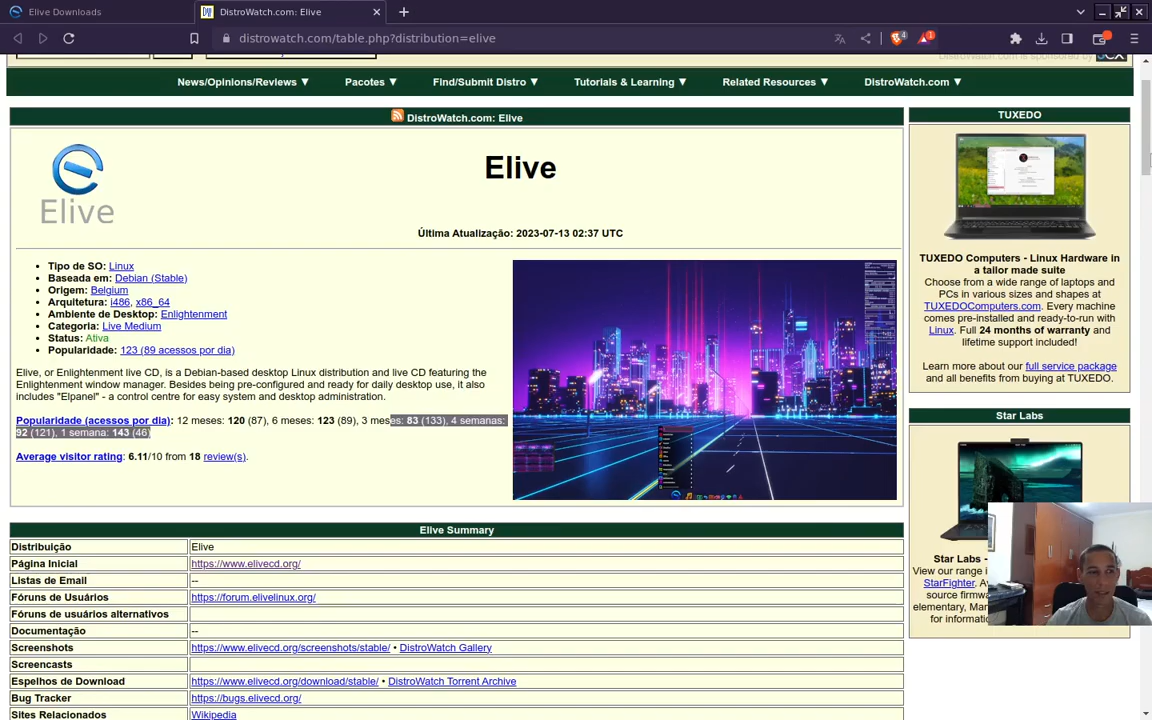 Elive Downloads
DistroWatch.com: Elive
distrowatch.com/table.php?distribution=elive
4
1
DistroWatch.com is sponsored by
News/Opinions/Reviews ▼ Pacotes ▼ Find/Submit Distro ▼ Tutorials & Learning ▼ Related Resources ▼ DistroWatch.com ▼
DistroWatch.com: Elive
Elive
Elive
Última Atualização: 2023-07-13 02:37 UTC
• Tipo de SO: Linux
• Baseada em: Debian (Stable)
• Origem: Belgium
• Arquitetura: i486, x86_64
• Ambiente de Desktop: Enlightenment
• Categoria: Live Medium
• Status: Ativa
• Popularidade: 123 (89 acessos por dia)
Elive, or Enlightenment live CD, is a Debian-based desktop Linux distribution and live CD featuring the
Enlightenment window manager. Besides being pre-configured and ready for daily desktop use, it also
includes "Elpanel" - a control centre for easy system and desktop administration.
Popularidade (acessos por dia): 12 meses: 120 (87), 6 meses: 123 (89), 3 meses: 83 (133), 4 semanas:
92 (121), 1 semana: 143 (46)
Average visitor rating: 6.11/10 from 18 review(s).
Elive Summary
Distribuição Elive
Página Inicial https://www.elivecd.org/
Listas de Email --
Fóruns de Usuários https://forum.elivelinux.org/
Fóruns de usuários alternativos
Documentação --
Screenshots https://www.elivecd.org/screenshots/stable/ • DistroWatch Gallery
Screencasts
Espelhos de Download https://www.elivecd.org/download/stable/ • DistroWatch Torrent Archive
Bug Tracker https://bugs.elivecd.org/
Sites Relacionados Wikipedia
TUXEDO
TUXEDO Computers - Linux Hardware in
a tailor made suite
Choose from a wide range of laptops and
PCs in various sizes and shapes at
TUXEDOComputers.com. Every machine
comes pre-installed and ready-to-run with
Linux. Full 24 months of warranty and
lifetime support included!
Learn more about our full service package
and all benefits from buying at TUXEDO.
Star Labs
Star Labs -
View our range
StarFighter.
source firmwa
elementary, Man
for informatio